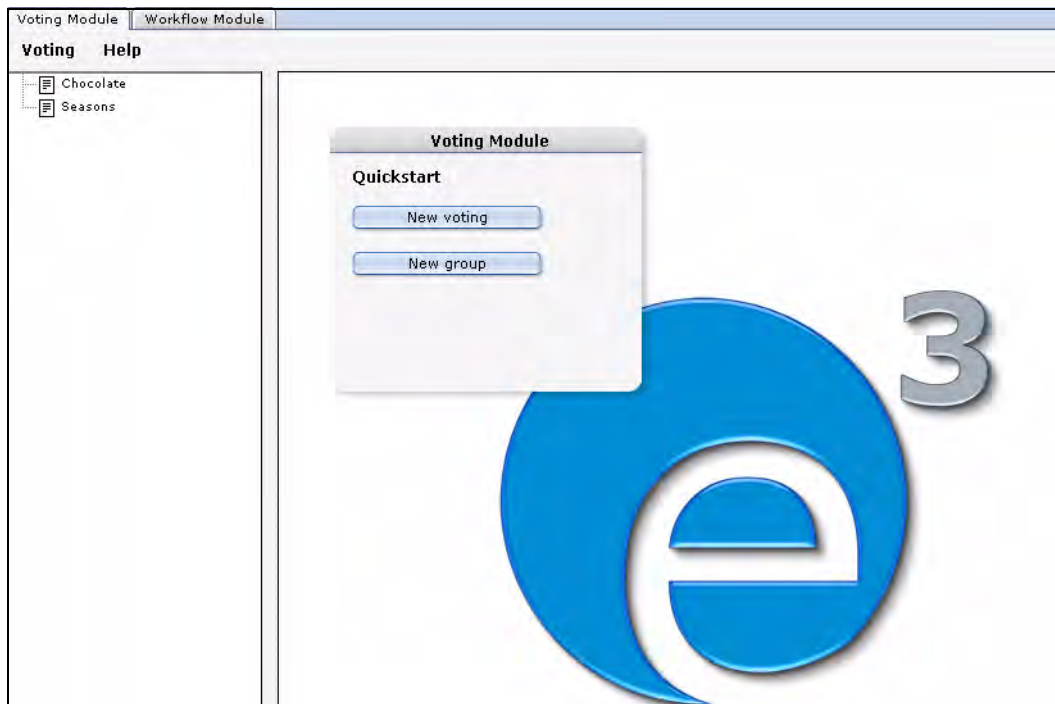 Voting Module Workflow Module
Voting Help
Chocolate
Seasons
Voting Module
Quickstart
New voting
New group
e 3